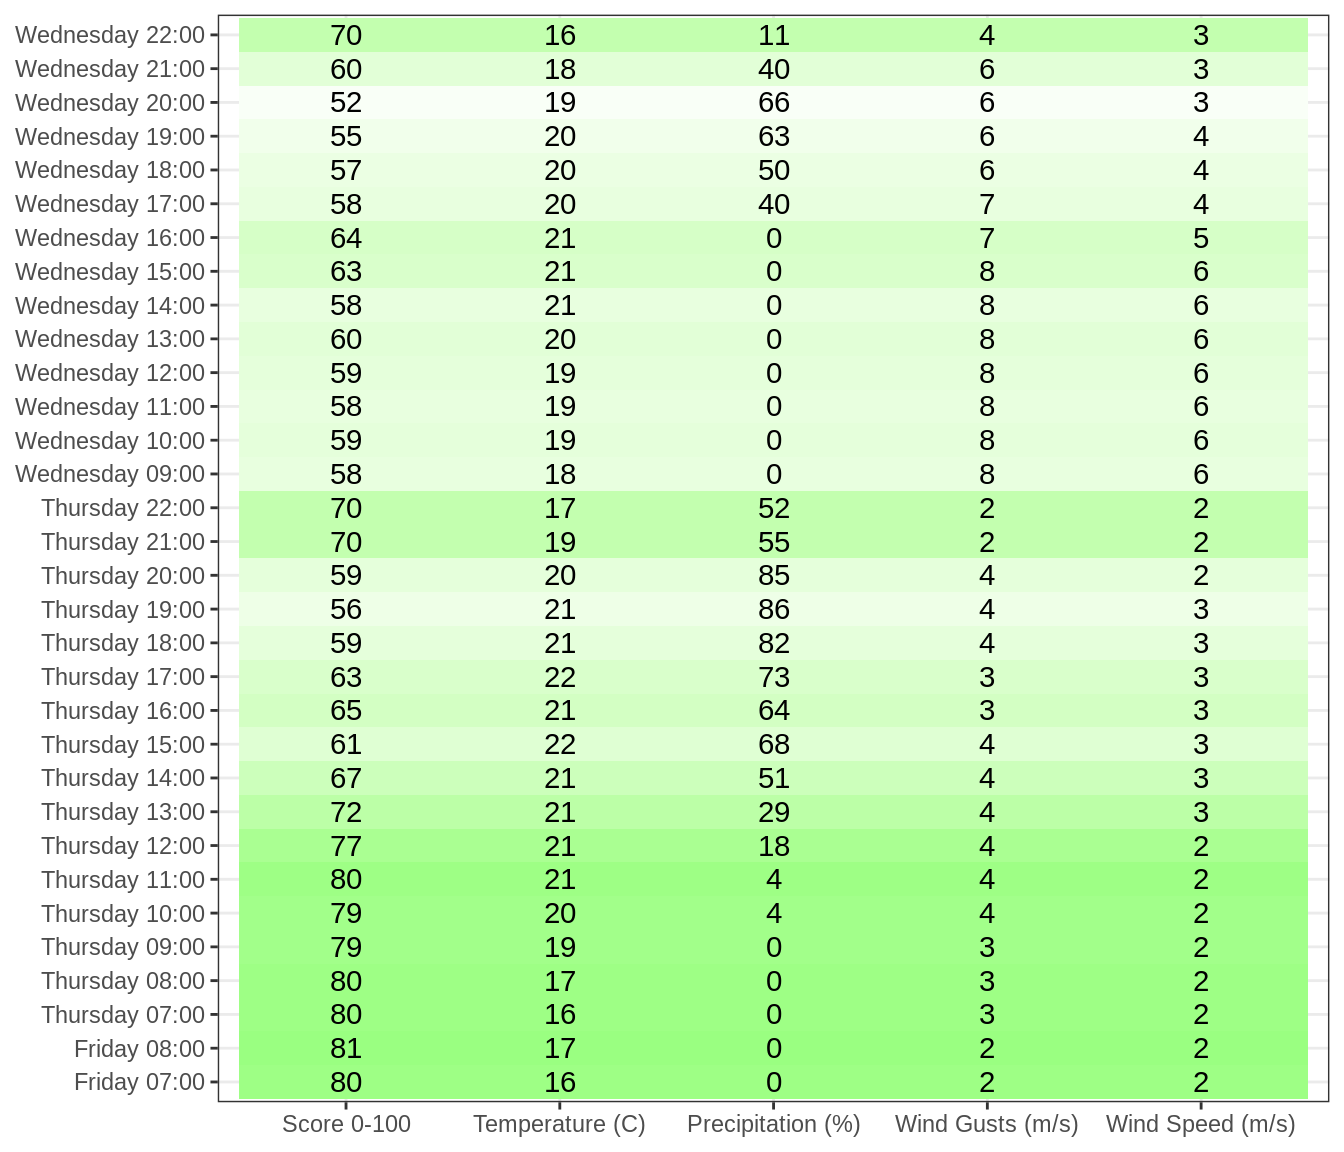 Wednesday 22:00 70 16 11 4 3
Wednesday 21:00 60 18 40 6 3
Wednesday 20:00 52 19 66 6 3
Wednesday 19:00 55 20 63 6 4
Wednesday 18:00 57 20 50 6 4
Wednesday 17:00 58 20 40 7 4
Wednesday 16:00 64 21 0 7 5
Wednesday 15:00 63 21 0 8 6
Wednesday 14:00 58 21 0 8 6
Wednesday 13:00 60 20 0 8 6
Wednesday 12:00 59 19 0 8 6
Wednesday 11:00 58 19 0 8 6
Wednesday 10:00 59 19 0 8 6
Wednesday 09:00 58 18 0 8 6
Thursday 22:00 70 17 52 2 2
Thursday 21:00 70 19 55 2 2
Thursday 20:00 59 20 85 4 2
Thursday 19:00 56 21 86 4 3
Thursday 18:00 59 21 82 4 3
Thursday 17:00 63 22 73 3 3
Thursday 16:00 65 21 64 3 3
Thursday 15:00 61 22 68 4 3
Thursday 14:00 67 21 51 4 3
Thursday 13:00 72 21 29 4 3
Thursday 12:00 77 21 18 4 2
Thursday 11:00 80 21 4 4 2
Thursday 10:00 79 20 4 4 2
Thursday 09:00 79 19 0 3 2
Thursday 08:00 80 17 0 3 2
Thursday 07:00 80 16 0 3 2
Friday 08:00 81 17 0 2 2
Friday 07:00 80 16 0 2 2
Score 0-100 Temperature (C) Precipitation (%) Wind Gusts (m/s) Wind Speed (m/s)